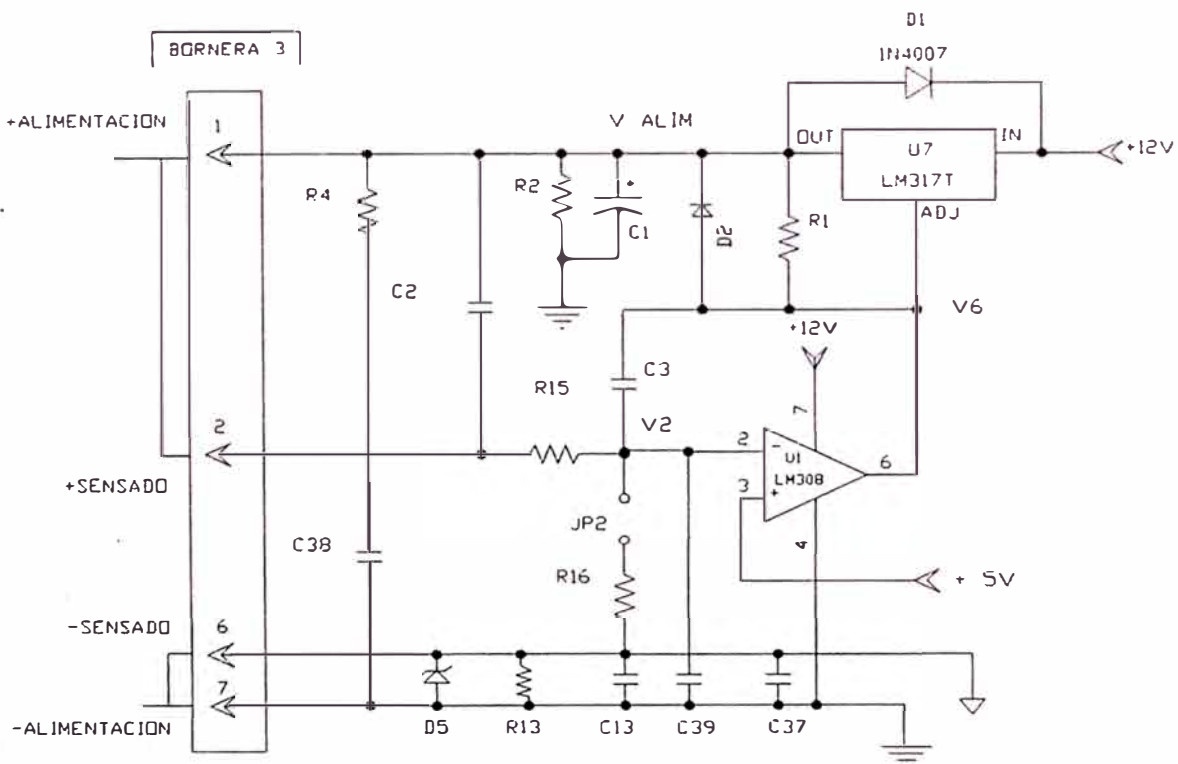 D1
BORNERA 3
1N4007
+ALIMENTACION
1
V ALIM
OUT
U7
IN
+12V
LM317T
R4
R2
ADJ
R1
C1
D2
C2
V6
+12V
C3
R15
7
2
V2
2
-
U1
6
LM308
+SENSADO
3
+
JP2
4
C38
R16
+ 5V
-SENSADO
6
7
-ALIMENTACION
D5
R13
C13
C39
C37